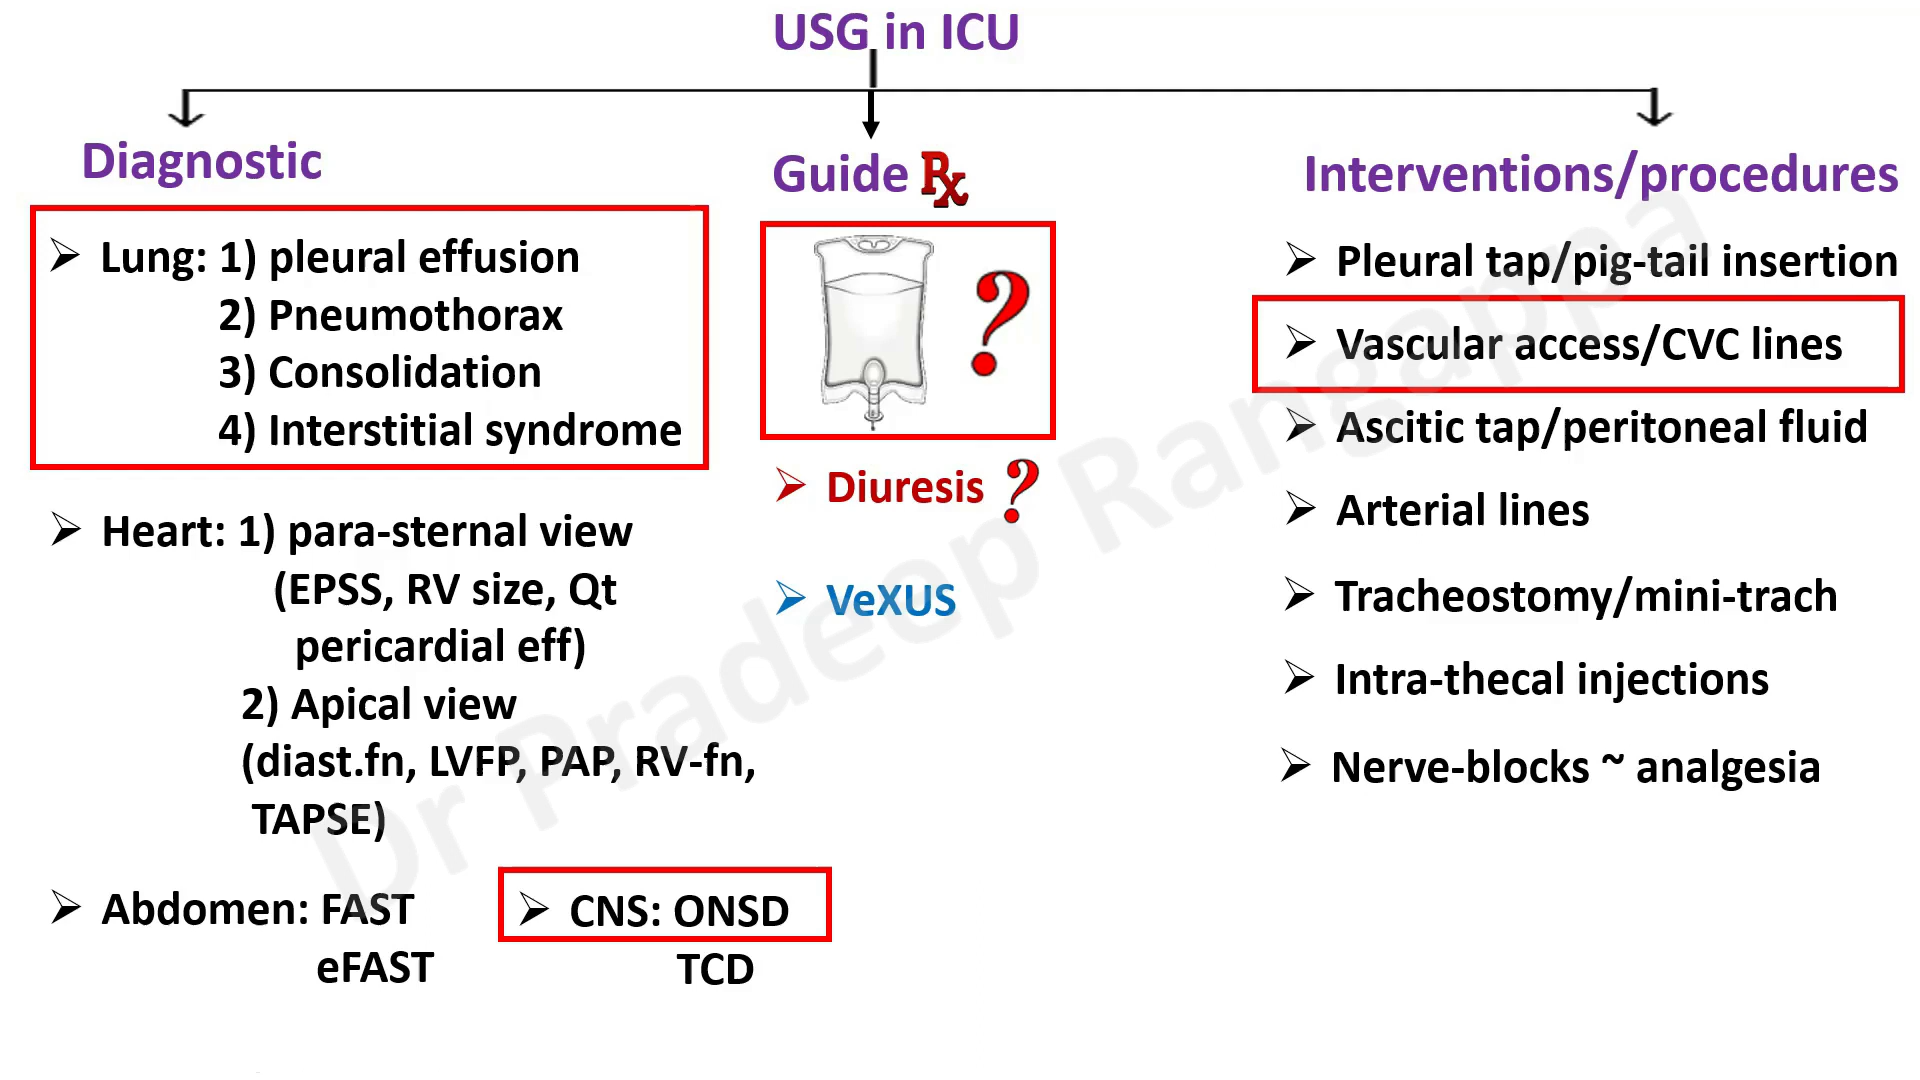 USG in ICU
Diagnostic
Lung: 1) pleural effusion
2) Pneumothorax
3) Consolidation
4) Interstitial syndrome
Heart: 1) para-sternal view
(EPSS, RV size, Qt
pericardial eff)
2) Apical view
(diast.fn, LVFP, PAP, RV-fn,
TAPSE)
Abdomen: FAST
eFAST
CNS: ONSD
TCD
Guide Rx
?
Diuresis ?
VeXUS
Interventions/procedures
Pleural tap/pig-tail insertion
Vascular access/CVC lines
Ascitic tap/peritoneal fluid
Arterial lines
Tracheostomy/mini-trach
Intra-thecal injections
Nerve-blocks ~ analgesia
Dr Pradeep Rangappa